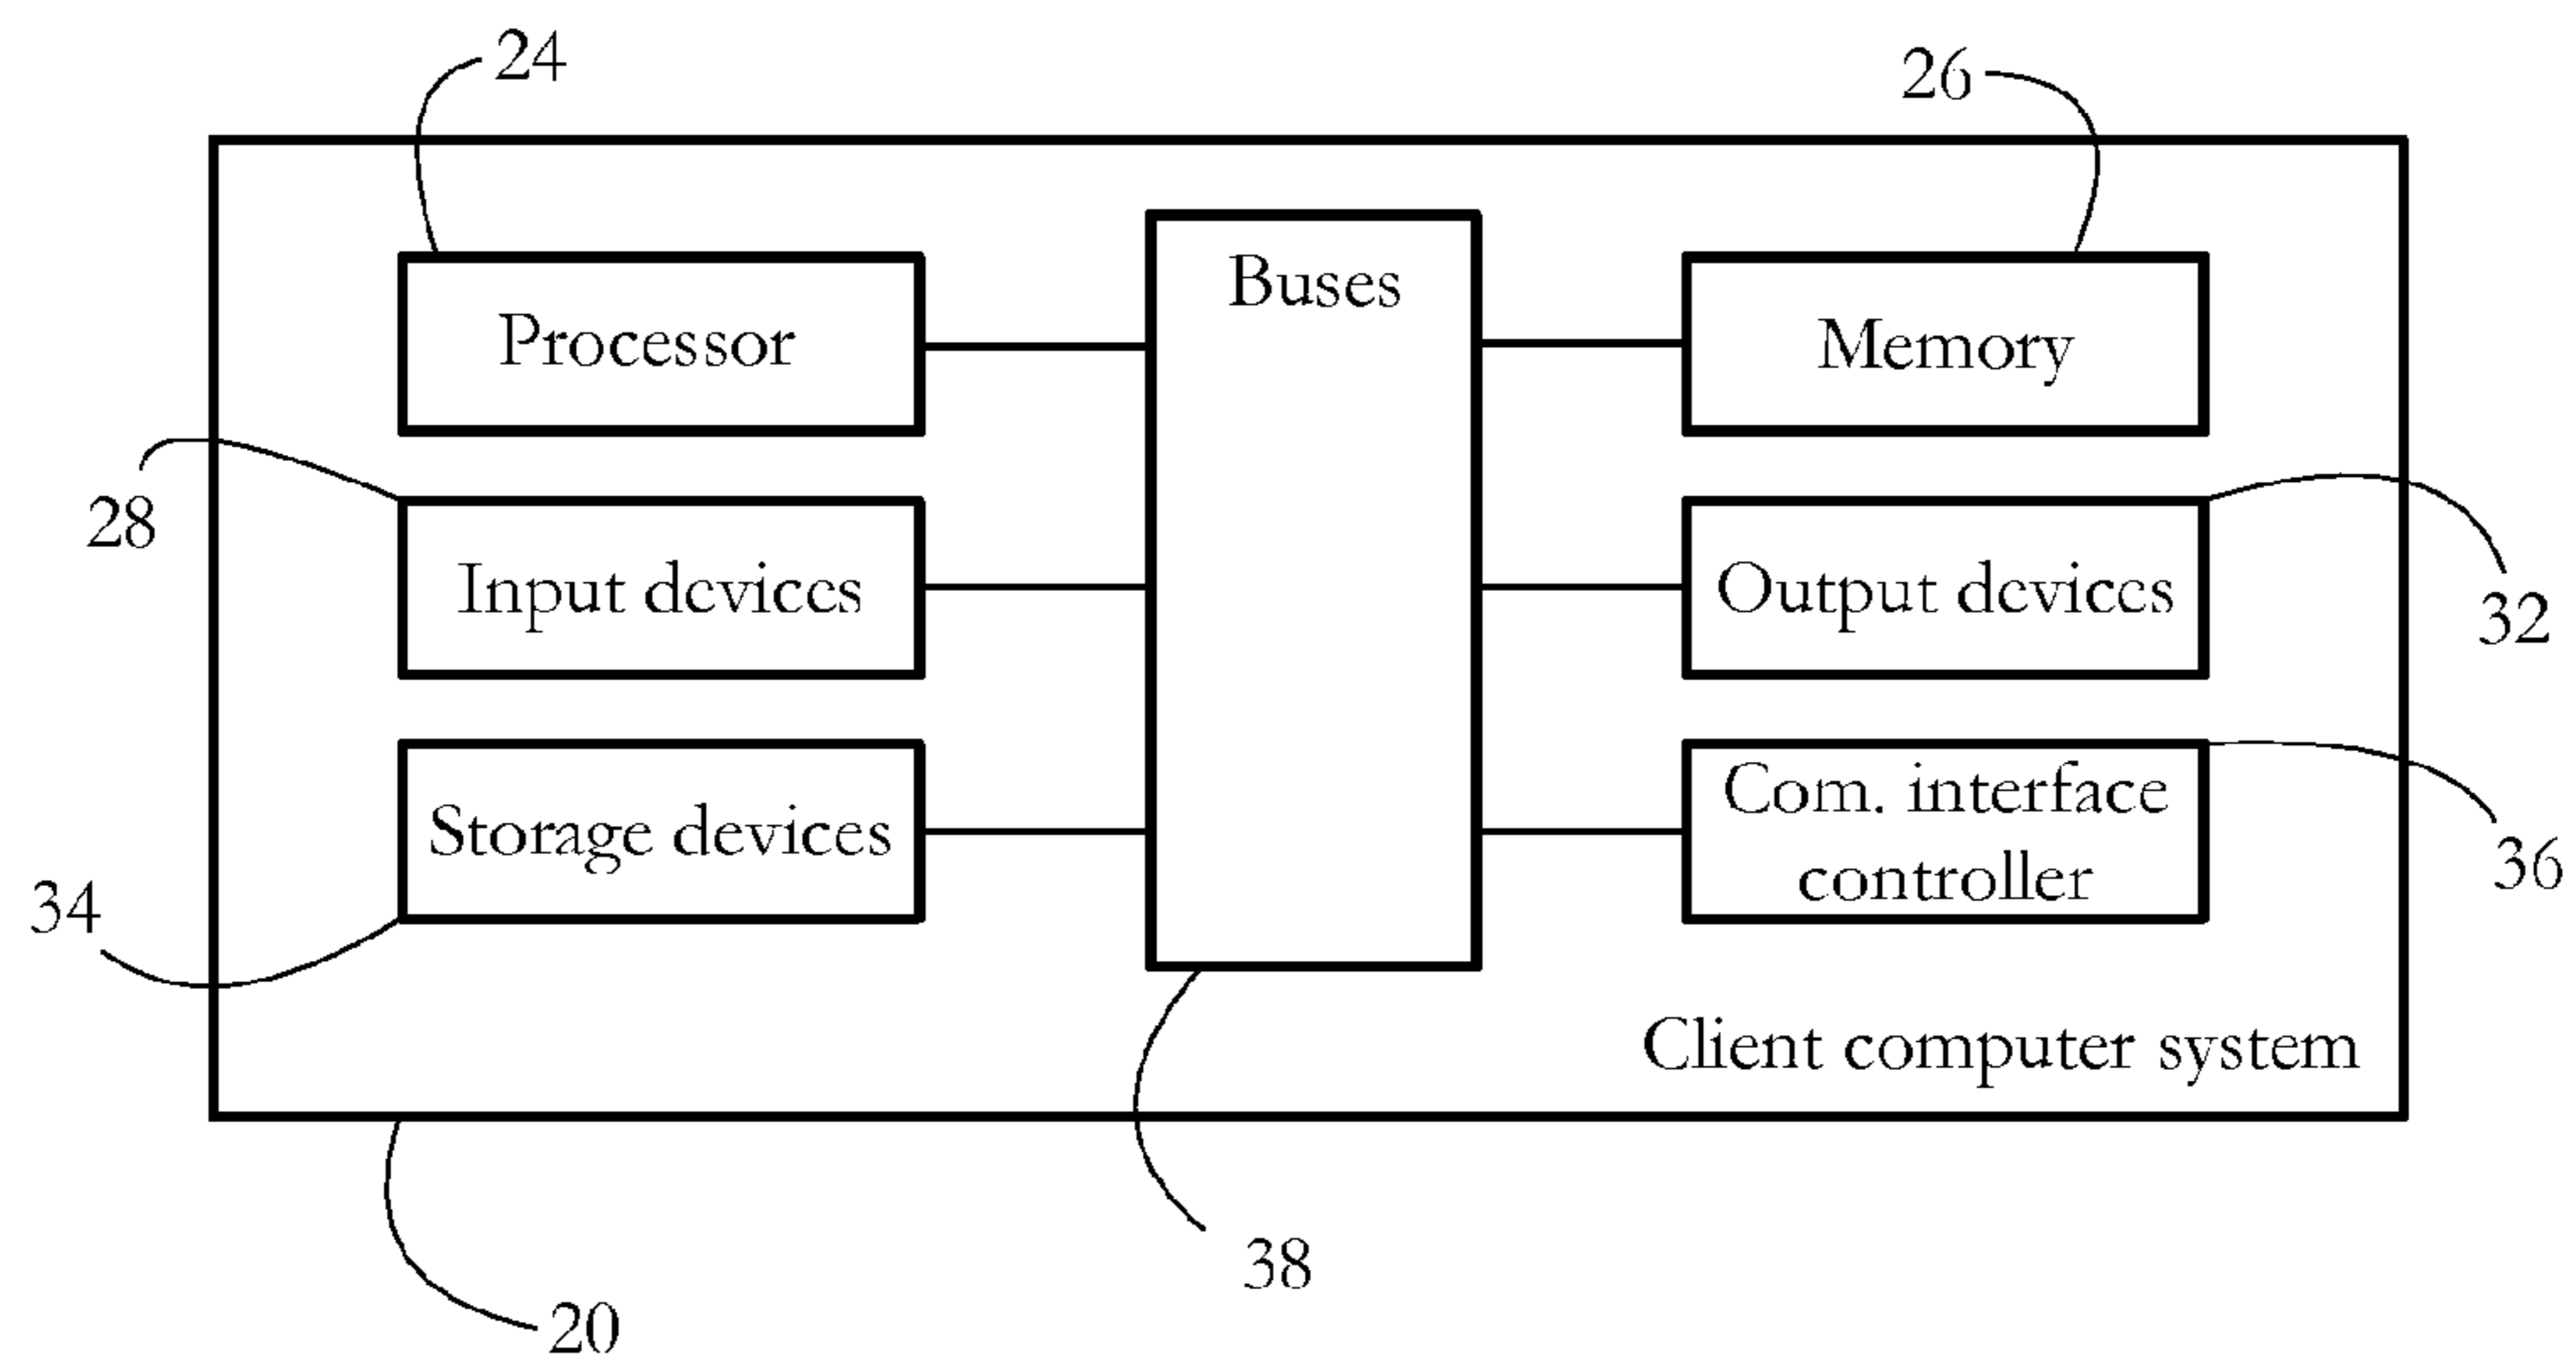 24
26
Buses
Processor
Memory
28
Input devices
Output devices
32
Storage devices
Com. interface
controller
34
36
Client computer system
38
20